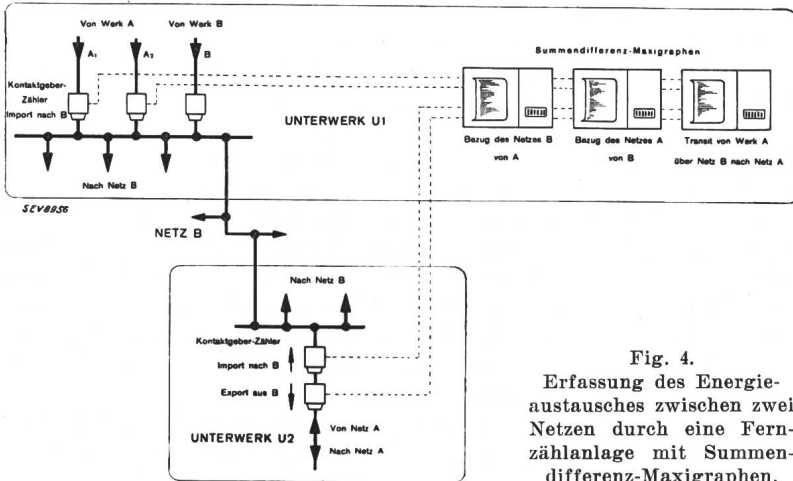 Von Werk A
Von Werk B
A1
A2
B
Kontaktgeber-
Zähler
Import nach B
UNTERWERK U1
Nach Netz B
Summendifferenz-Maxigraphen
Bezug des Netzes B
von A
Bezug des Netzes A
von B
Transit von Werk A
über Netz B nach Netz A
SEV8956
NETZ B
Nach Netz B
Kontaktgeber-Zähler
Import nach B
Export aus B
Von Netz A
Nach Netz A
UNTERWERK U2
Fig. 4.
Erfassung des Energie-
austausches zwischen zwei
Netzen durch eine Fern-
zählanlage mit Summen-
differenz-Maxigraphen.